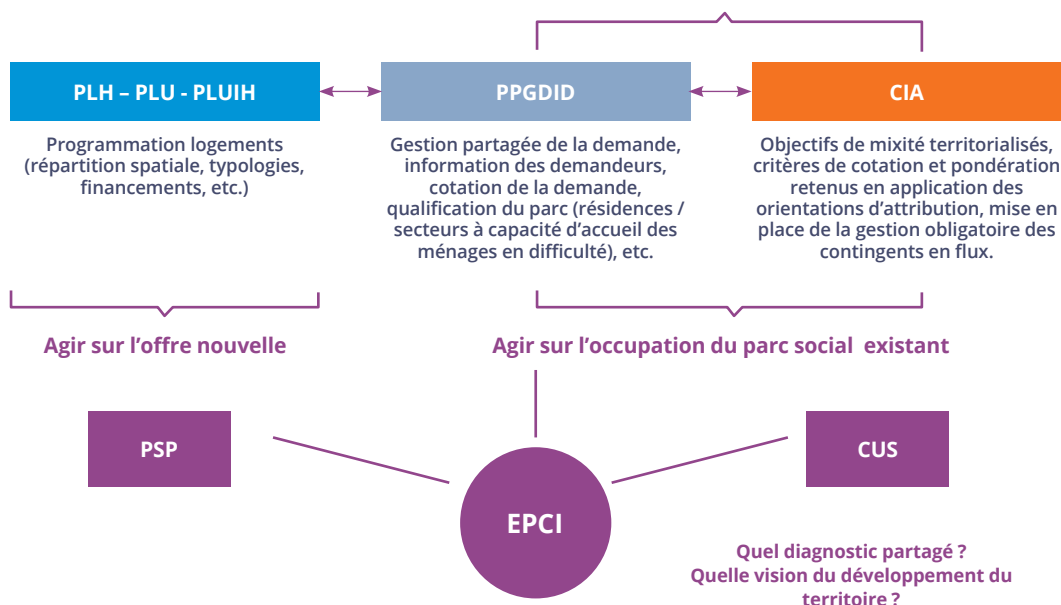 PLH – PLU - PLUIH
Programmation logements
(répartition spatiale, typologies,
financements, etc.)
PPGDID
Gestion partagée de la demande,
information des demandeurs,
cotation de la demande,
qualification du parc (résidences /
secteurs à capacité d’accueil des
ménages en difficulté), etc.
CIA
Objectifs de mixité territorialisés,
critères de cotation et pondération
retenus en application des
orientations d’attribution, mise en
place de la gestion obligatoire des
contingents en flux.
Agir sur l’offre nouvelle
Agir sur l’occupation du parc social existant
PSP
EPCI
CUS
Quel diagnostic partagé ?
Quelle vision du développement du
territoire ?